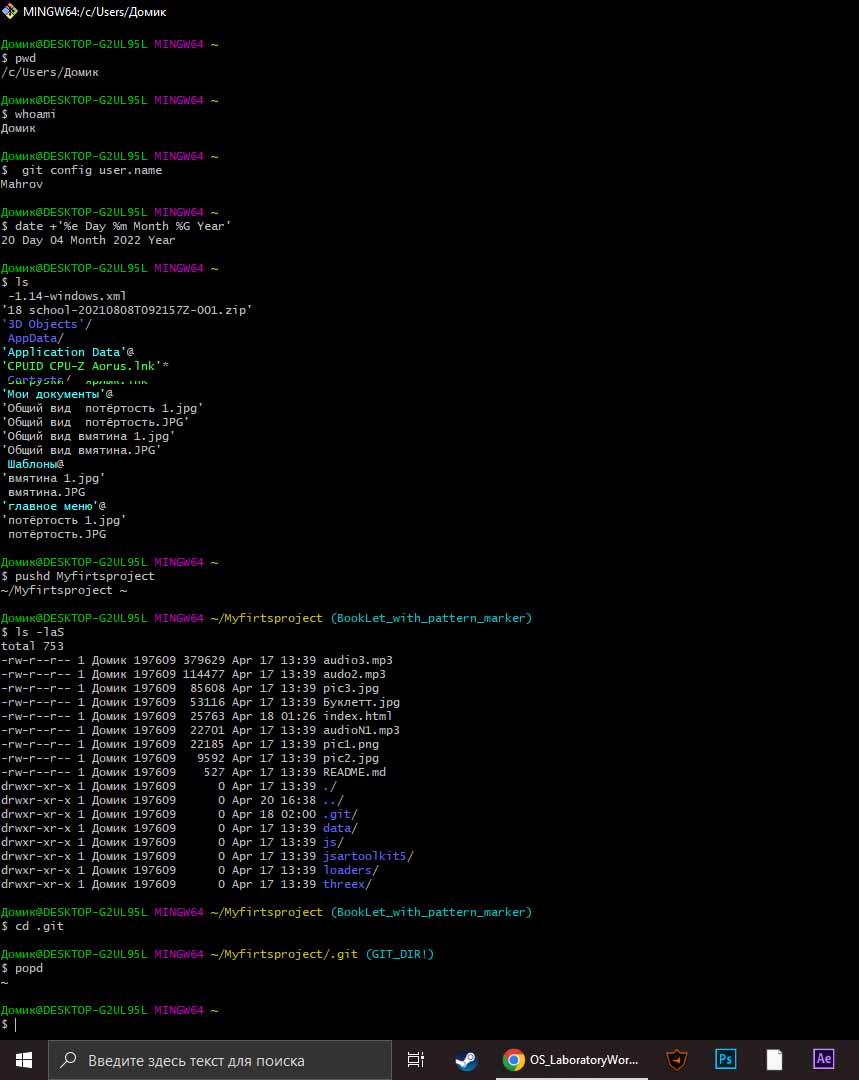 MINGW64:/c/Users/Домик
Домик@DESKTOP-G2UL95L MINGW64 ~
$ pwd
/c/Users/Домик
Домик@DESKTOP-G2UL95L MINGW64 ~
$ whoami
Домик
Домик@DESKTOP-G2UL95L MINGW64 ~
$  git config user.name
Mahrov
Домик@DESKTOP-G2UL95L MINGW64 ~
$ date +'%e Day %m Month %G Year'
20 Day 04 Month 2022 Year
Домик@DESKTOP-G2UL95L MINGW64 ~
$ ls
-1.14-windows.xml
'18 school-20210808T092157Z-001.zip'
'3D Objects'/
AppData/
'Application Data'@
'CPUID CPU-Z Aorus.lnk'*
'Мои документы'@
'Общий вид  потёртость 1.jpg'
'Общий вид  потёртость.JPG'
'Общий вид вмятина 1.jpg'
'Общий вид вмятина.JPG'
Шаблоны@
'вмятина 1.jpg'
вмятина.JPG
'главное меню'@
'потёртость 1.jpg'
потёртость.JPG
Домик@DESKTOP-G2UL95L MINGW64 ~
$ pushd Myfirtsproject
~/Myfirtsproject ~
Домик@DESKTOP-G2UL95L MINGW64 ~/Myfirtsproject (BookLet_with_pattern_marker)
$ ls -laS
total 753
-rw-r--r-- 1 Домик 197609 379629 Apr 17 13:39 audio3.mp3
-rw-r--r-- 1 Домик 197609 114477 Apr 17 13:39 audo2.mp3
-rw-r--r-- 1 Домик 197609  85608 Apr 17 13:39 pic3.jpg
-rw-r--r-- 1 Домик 197609  53116 Apr 17 13:39 Буклетт.jpg
-rw-r--r-- 1 Домик 197609  25763 Apr 18 01:26 index.html
-rw-r--r-- 1 Домик 197609  22701 Apr 17 13:39 audioN1.mp3
-rw-r--r-- 1 Домик 197609  22185 Apr 17 13:39 pic1.png
-rw-r--r-- 1 Домик 197609   9592 Apr 17 13:39 pic2.jpg
-rw-r--r-- 1 Домик 197609    527 Apr 17 13:39 README.md
drwxr-xr-x 1 Домик 197609      0 Apr 17 13:39 ./
drwxr-xr-x 1 Домик 197609      0 Apr 20 16:38 ../
drwxr-xr-x 1 Домик 197609      0 Apr 18 02:00 .git/
drwxr-xr-x 1 Домик 197609      0 Apr 17 13:39 data/
drwxr-xr-x 1 Домик 197609      0 Apr 17 13:39 js/
drwxr-xr-x 1 Домик 197609      0 Apr 17 13:39 jsartoolkit5/
drwxr-xr-x 1 Домик 197609      0 Apr 17 13:39 loaders/
drwxr-xr-x 1 Домик 197609      0 Apr 17 13:39 threex/
Домик@DESKTOP-G2UL95L MINGW64 ~/Myfirtsproject (BookLet_with_pattern_marker)
$ cd .git
Домик@DESKTOP-G2UL95L MINGW64 ~/Myfirtsproject/.git (GIT_DIR!)
$ popd
~
Домик@DESKTOP-G2UL95L MINGW64 ~
$
Введите здесь текст для поиска
OS_LaboratoryWor...
Ps
Ae